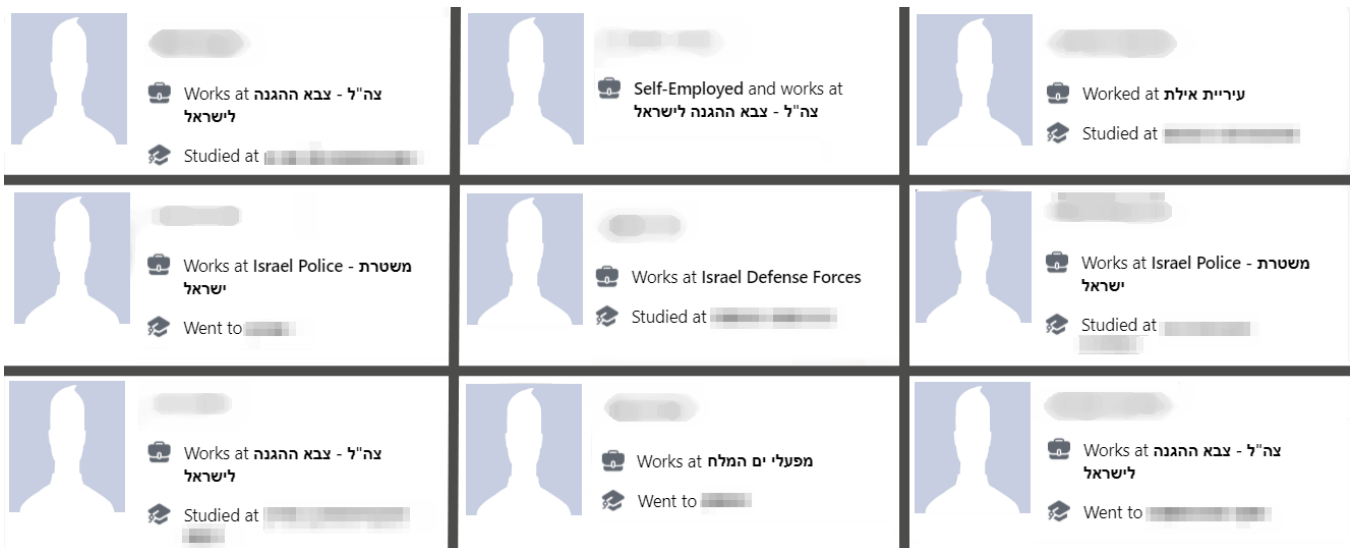 Works at צה"ל - צבא ההגנה
לישראל
Studied at
Self-Employed and works at
צה"ל - צבא ההגנה לישראל
Worked at עיריית אילת
Studied at
Works at Israel Police - משטרת
ישראל
Went to
Works at Israel Defense Forces
Studied at
Works at Israel Police - משטרת
ישראל
Studied at
Works at צה"ל - צבא ההגנה
לישראל
Studied at
Works at מפעלי ים המלח
Went to
Works at צה"ל - צבא ההגנה
לישראל
Went to